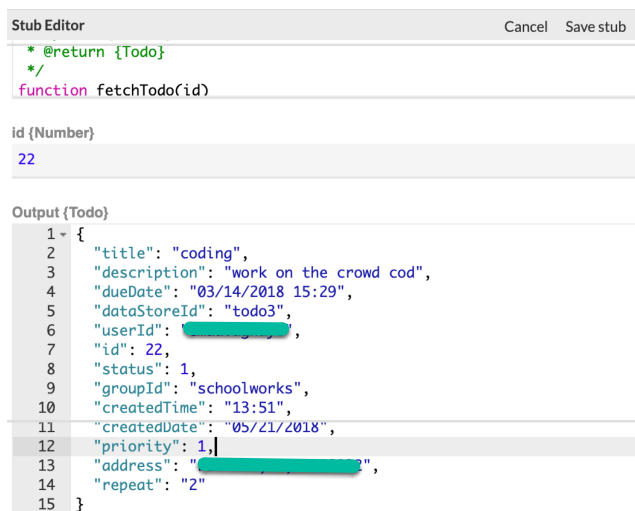 Stub Editor Cancel Save stub
* @return {Todo}
*/
function fetchTodo(id)
id {Number}
22
Output {Todo}
1 {
2 "title": "coding",
3 "description": "work on the crowd cod",
4 "dueDate": "03/14/2018 15:29",
5 "dataStoreId": "todo3",
6 "userId": " ",
7 "id": 22,
8 "status": 1,
9 "groupId": "schoolworks",
10 "createdTime": "13:51",
11 "createdDate": "05/21/2018",
12 "priority": 1,
13 "address": " ",
14 "repeat": "2"
15 }